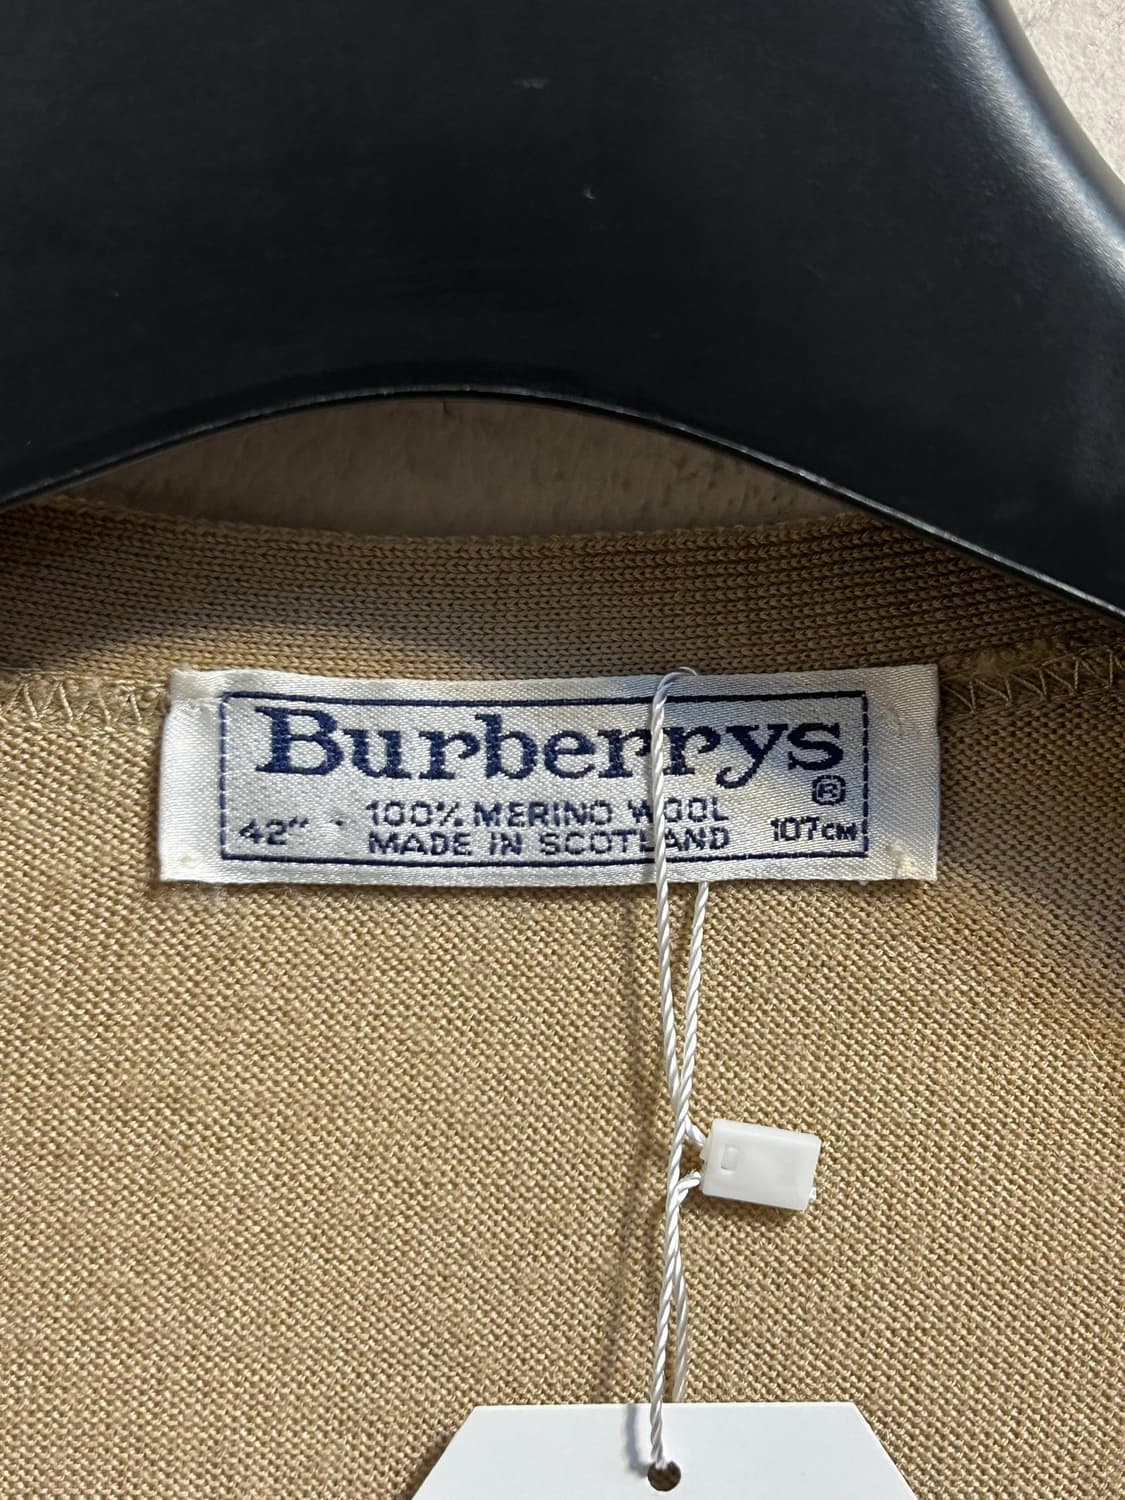 Burberrys
®
100% MERINO WOOL
42" MADE IN SCOTLAND 107CM